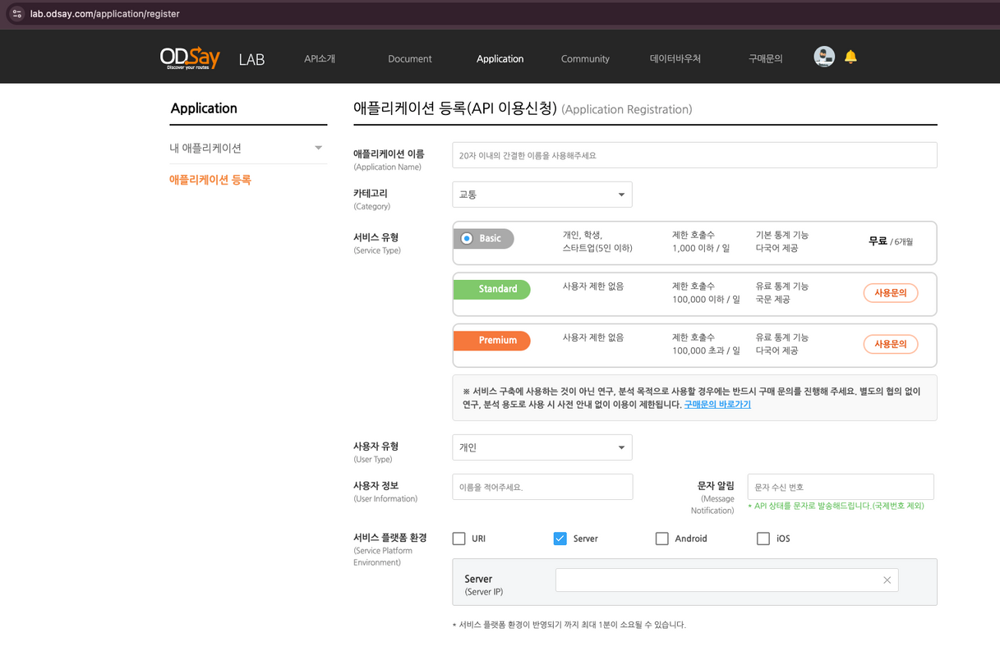 lab.odsay.com/application/register
ODSay
Discover your routes
LAB
API소개
Document
Application
Community
데이터바우처
구매문의
Application
내 애플리케이션
애플리케이션 등록
애플리케이션 등록(API 이용신청) (Application Registration)
애플리케이션 이름
(Application Name)
20자 이내의 간결한 이름을 사용해주세요
카테고리
(Category)
교통
서비스 유형
(Service Type)
Basic
개인, 학생,
스타트업(5인 이하)
제한 호출수
1,000 이하 / 일
기본 통계 기능
다국어 제공
무료 / 6개월
Standard
사용자 제한 없음
제한 호출수
100,000 이하 / 일
유료 통계 기능
국문 제공
사용문의
Premium
사용자 제한 없음
제한 호출수
100,000 초과 / 일
유료 통계 기능
다국어 제공
사용문의
※ 서비스 구축에 사용하는 것이 아닌 연구, 분석 목적으로 사용할 경우에는 반드시 구매 문의를 진행해 주세요. 별도의 협의 없이
연구, 분석 용도로 사용 시 사전 안내 없이 이용이 제한됩니다. 구매문의 바로가기
사용자 유형
(User Type)
개인
사용자 정보
(User Information)
이름을 적어주세요.
문자 알림
(Message
Notification)
문자 수신 번호
* API 상태를 문자로 발송해드립니다.(국제번호 제외)
서비스 플랫폼 환경
(Service Platform
Environment)
URI
Server
Android
iOS
Server
(Server IP)
* 서비스 플랫폼 환경이 반영되기 까지 최대 1분이 소요될 수 있습니다.